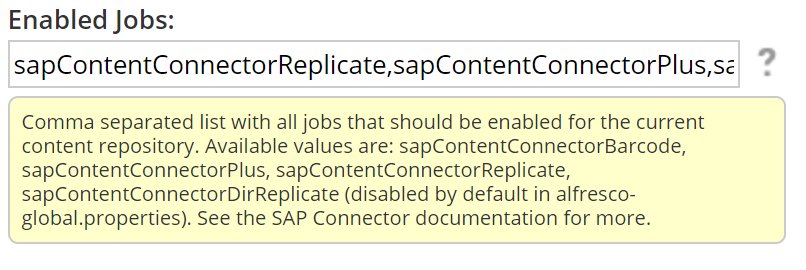 Enabled Jobs:
sapContentConnectorReplicate,sapContentConnectorPlus,sa
?
Comma separated list with all jobs that should be enabled for the current
content repository. Available values are: sapContentConnectorBarcode,
sapContentConnectorPlus, sapContentConnectorReplicate,
sapContentConnectorDirReplicate (disabled by default in alfresco-
global.properties). See the SAP Connector documentation for more.